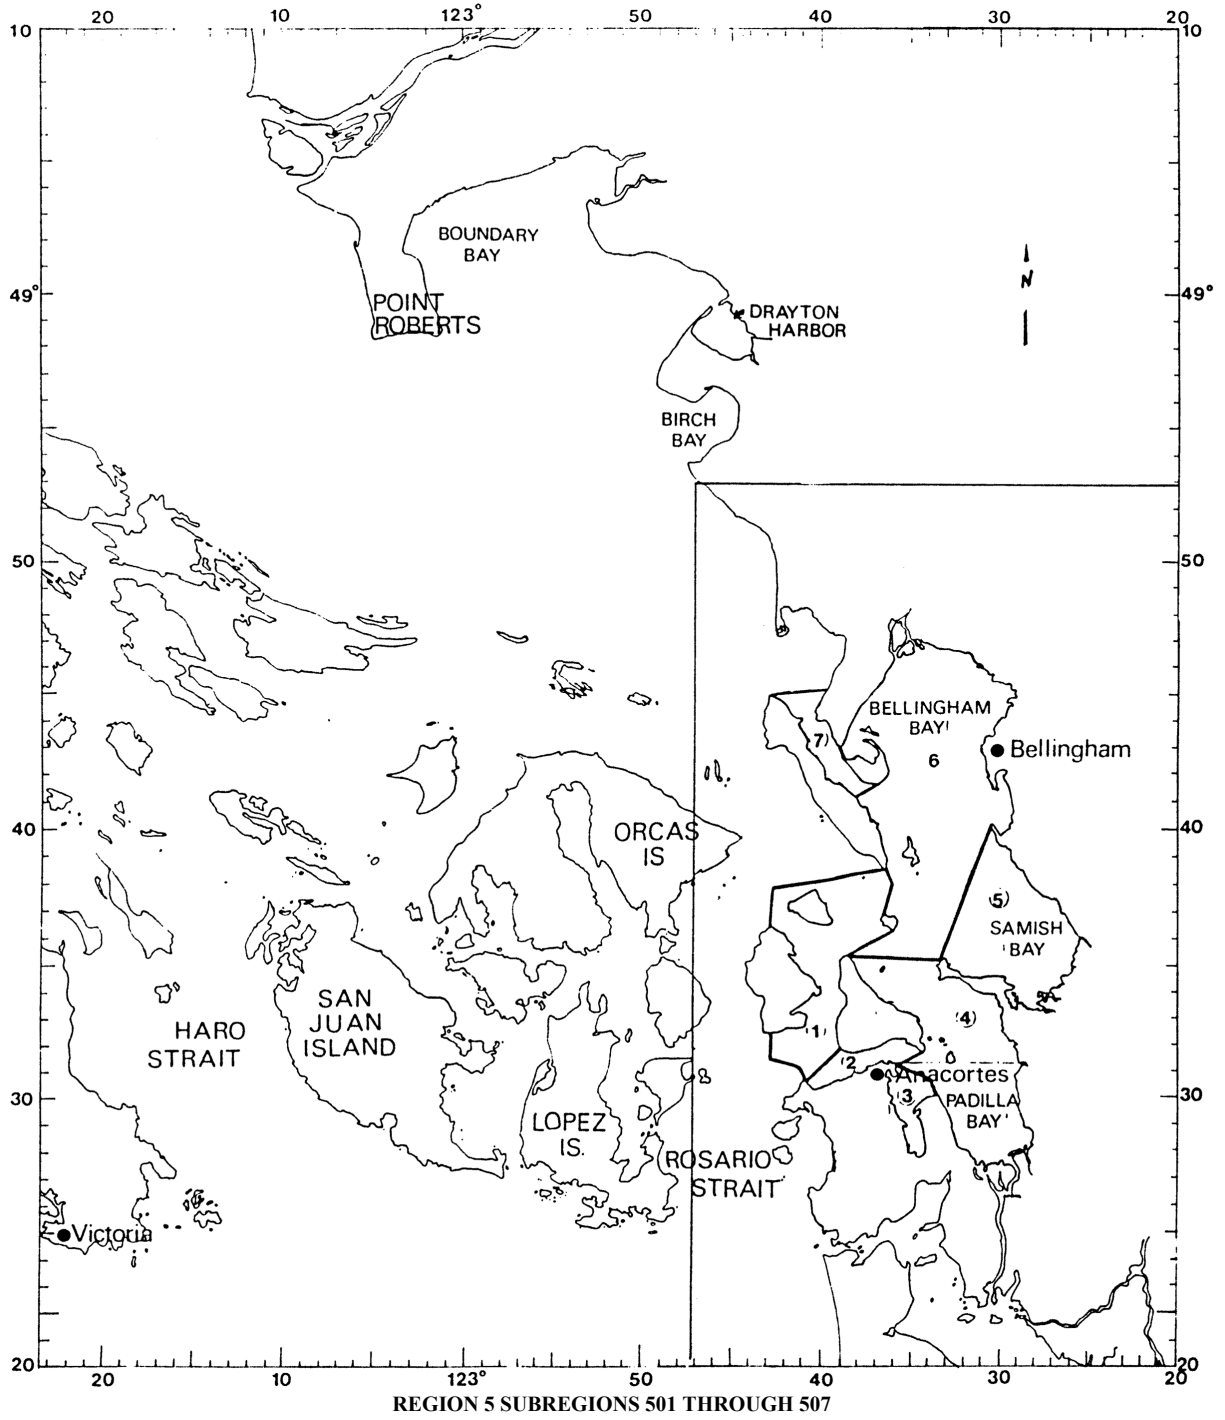 20 10 123° 50 40 30 20
10 10
BOUNDARY
BAY
49° 49°
N
POINT
ROBERTS
DRAYTON
HARBOR
BIRCH
BAY
50 50
BELLINGHAM
BAY
7
6
Bellingham
40 40
ORCAS
IS
5
SAMISH
BAY
SAN
JUAN
ISLAND
HARO
STRAIT
4
1
2
Anacortes
3
30 30
PADILLA
BAY
LOPEZ
IS.
ROSARIO
STRAIT
Victoria
20 20
20 10 123° 50 40 30
REGION 5 SUBREGIONS 501 THROUGH 507